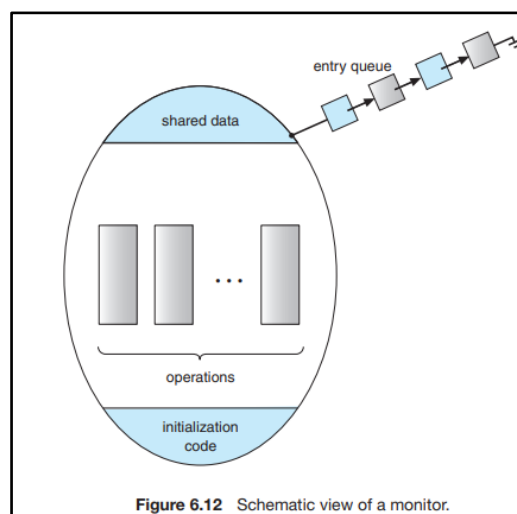 entry queue
shared data
...
operations
initialization
code
Figure 6.12 Schematic view of a monitor.